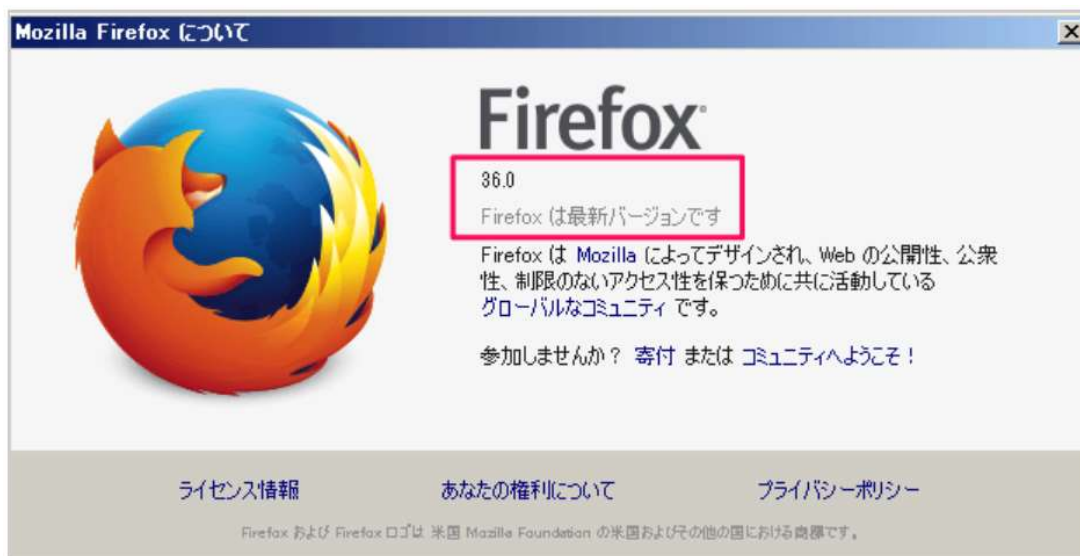 Mozilla Firefox について
Firefox
36.0
Firefox は最新バージョンです
Firefox は Mozilla によってデザインされ、Web の公開性、公衆
性、制限のないアクセス性を保つために共に活動している
グローバルなコミュニティ です。
参加しませんか？ 寄付 または コミュニティへようこそ！
ライセンス情報 あなたの権利について プライバシーポリシー
Firefox および Firefox ロゴは 米国 Mozilla Foundation の米国およびその他の国における商標です。